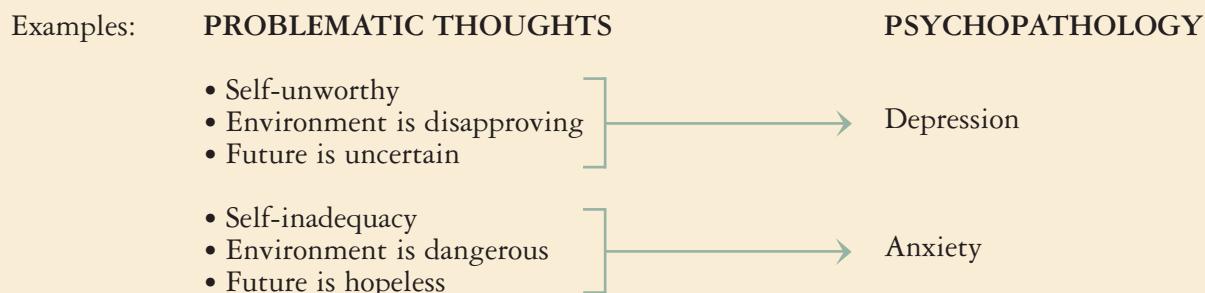 Examples: PROBLEMATIC THOUGHTS PSYCHOPATHOLOGY
• Self-unworthy
• Environment is disapproving
• Future is uncertain
Depression
• Self-inadequacy
• Environment is dangerous
• Future is hopeless
Anxiety